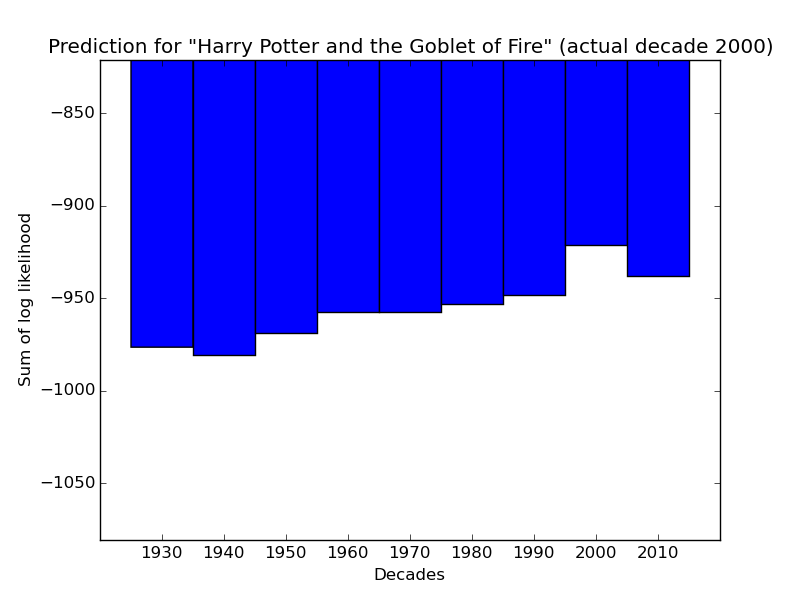 Prediction for "Harry Potter and the Goblet of Fire" (actual decade 2000)
−850
−900
−950
−1000
−1050
Sum of log likelihood
1930 1940 1950 1960 1970 1980 1990 2000 2010
Decades